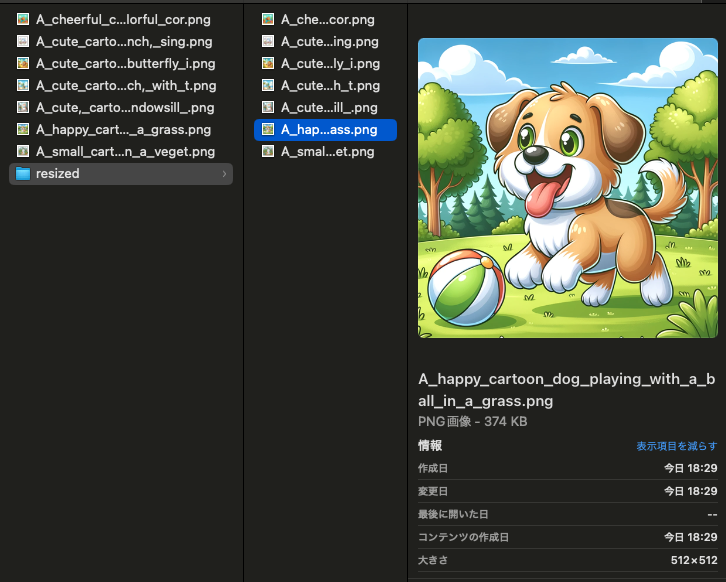 A_cheerful_c...lorful_cor.png
A_cute_carto...nch,_sing.png
A_cute_carto...butterfly_i.png
A_cute_carto...ch,_with_t.png
A_cute,_carto...ndowsill_.png
A_happy_cart..._a_grass.png
A_small_cart...n_a_veget.png
resized
A_che...cor.png
A_cute...ing.png
A_cute...ly_i.png
A_cute...h_t.png
A_cute...ill_.png
A_hap...ass.png
A_smal...et.png
A_happy_cartoon_dog_playing_with_a_b
all_in_a_grass.png
PNG画像 - 374 KB
情報 表示項目を減らす
作成日 今日 18:29
変更日 今日 18:29
最後に開いた日 --
コンテンツの作成日 今日 18:29
大きさ 512×512